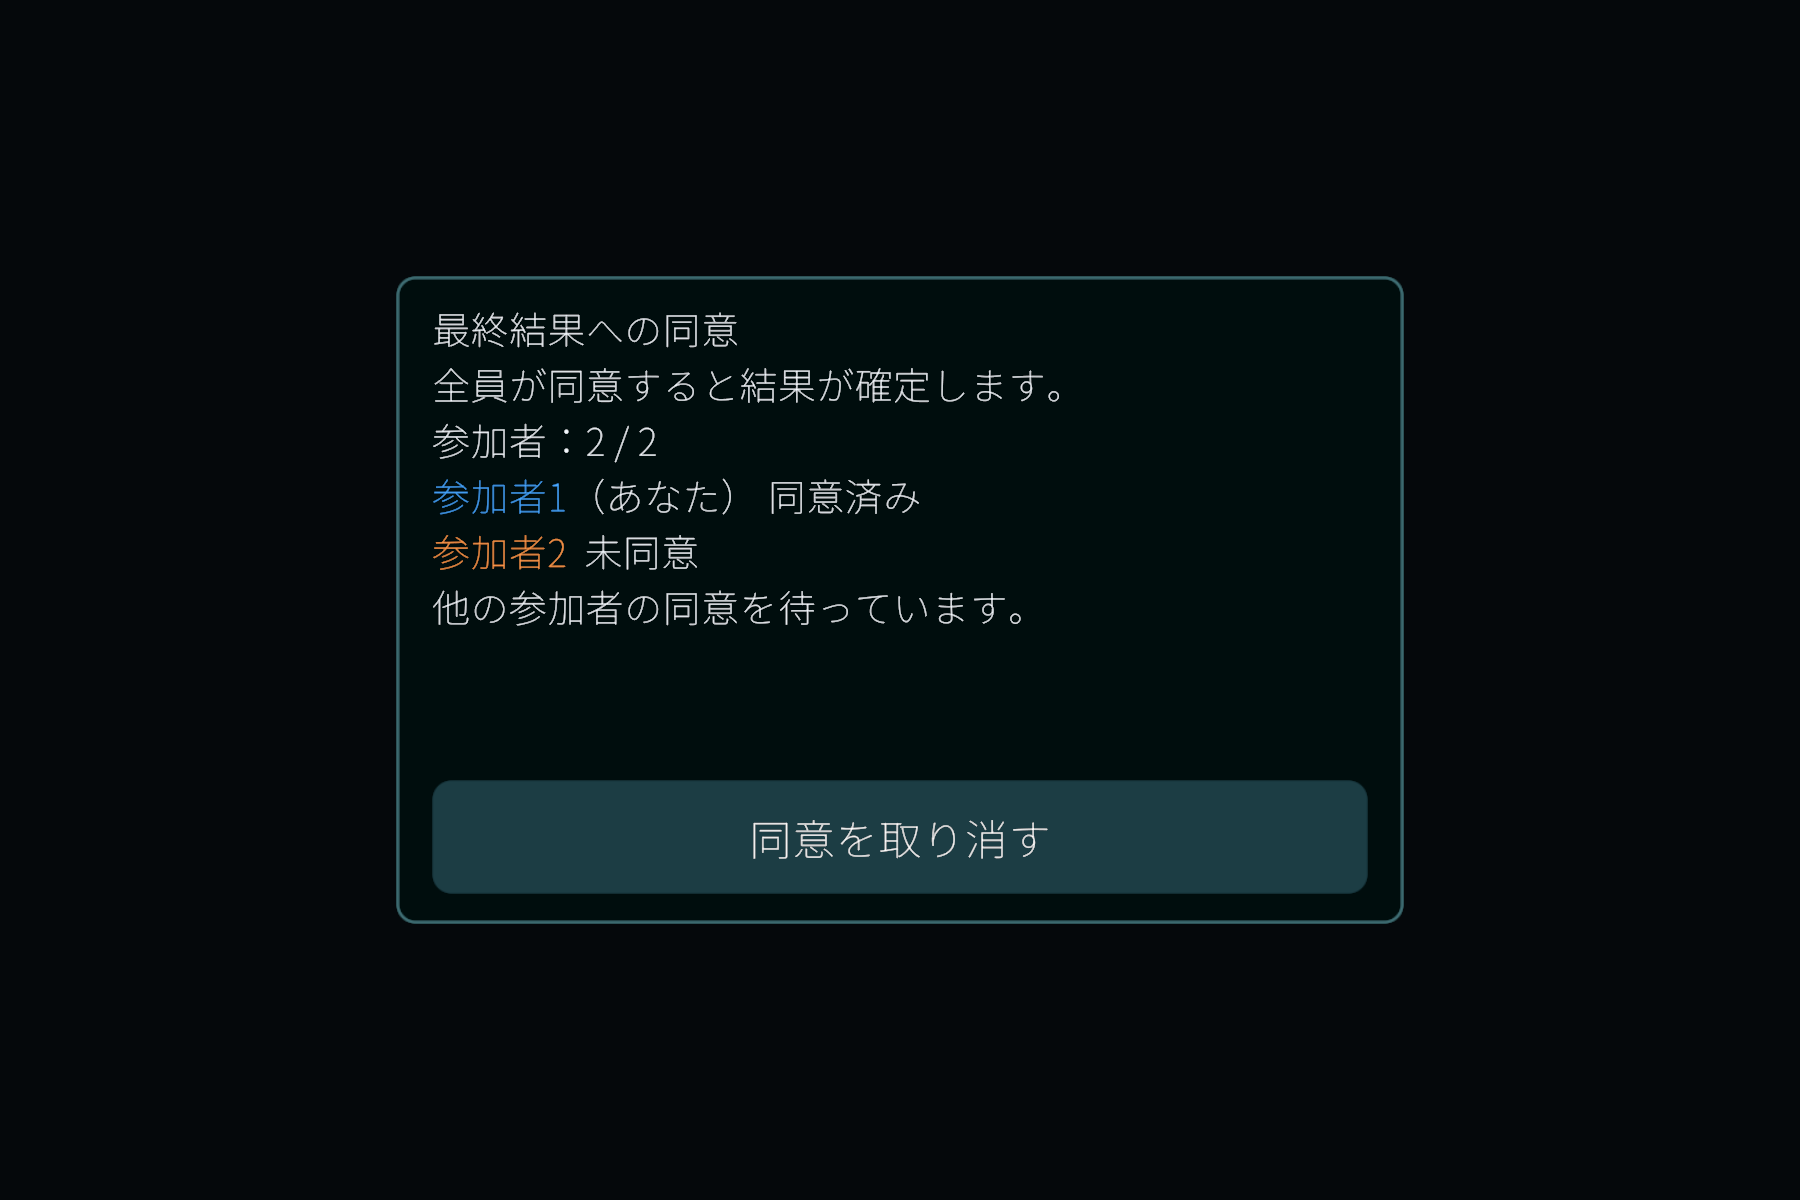 最終結果への同意
全員が同意すると結果が確定します。
参加者：2 / 2
参加者1（あなた） 同意済み
参加者2 未同意
他の参加者の同意を待っています。
同意を取り消す